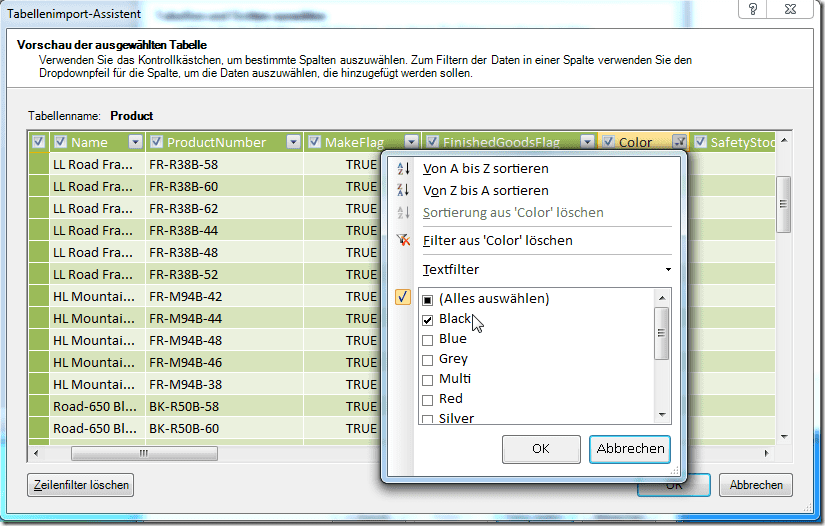 Tabellenimport-Assistent
Vorschau der ausgewählten Tabelle
Verwenden Sie das Kontrollkästchen, um bestimmte Spalten auszuwählen. Zum Filtern der Daten in einer Spalte verwenden Sie den
Dropdownpfeil für die Spalte, um die Daten auszuwählen, die hinzugefügt werden sollen.
Tabellenname: Product
Name ProductNumber MakeFlag FinishedGoodsFlag Color SafetyStoc
LL Road Fra... FR-R38B-58 TRUE
LL Road Fra... FR-R38B-60 TRUE
LL Road Fra... FR-R38B-62 TRUE
LL Road Fra... FR-R38B-44 TRUE
LL Road Fra... FR-R38B-48 TRUE
LL Road Fra... FR-R38B-52 TRUE
HL Mountai... FR-M94B-42 TRUE
HL Mountai... FR-M94B-44 TRUE
HL Mountai... FR-M94B-48 TRUE
HL Mountai... FR-M94B-46 TRUE
HL Mountai... FR-M94B-38 TRUE
Road-650 Bl... BK-R50B-58 TRUE
Road-650 Bl... BK-R50B-60 TRUE
Von A bis Z sortieren
Von Z bis A sortieren
Sortierung aus 'Color' löschen
Filter aus 'Color' löschen
Textfilter
(Alles auswählen)
Black
Blue
Grey
Multi
Red
Silver
OK Abbrechen
Zeilenfilter löschen OK Abbrechen